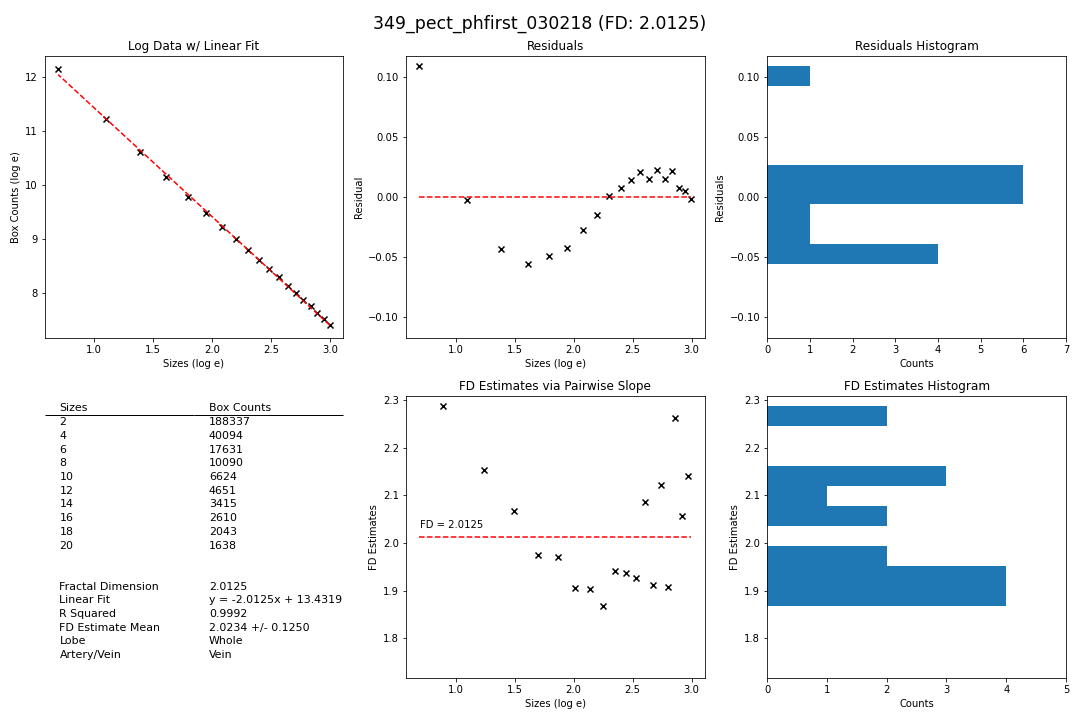 349_pect_phfirst_030218 (FD: 2.0125)
Log Data w/ Linear Fit
Box Counts (log e)
12
11
10
9
8
1.0 1.5 2.0 2.5 3.0
Sizes (log e)
Residuals
Residual
0.10
0.05
0.00
−0.05
−0.10
1.0 1.5 2.0 2.5 3.0
Sizes (log e)
Residuals Histogram
Residuals
0.10
0.05
0.00
−0.05
−0.10
0 1 2 3 4 5 6 7
Counts
Sizes Box Counts
2 188337
4 40094
6 17631
8 10090
10 6624
12 4651
14 3415
16 2610
18 2043
20 1638
Fractal Dimension 2.0125
Linear Fit y = -2.0125x + 13.4319
R Squared 0.9992
FD Estimate Mean 2.0234 +/- 0.1250
Lobe Whole
Artery/Vein Vein
FD Estimates via Pairwise Slope
FD Estimates
2.3
2.2
2.1
2.0
1.9
1.8
FD = 2.0125
1.0 1.5 2.0 2.5 3.0
Sizes (log e)
FD Estimates Histogram
FD Estimates
2.3
2.2
2.1
2.0
1.9
1.8
0 1 2 3 4 5
Counts